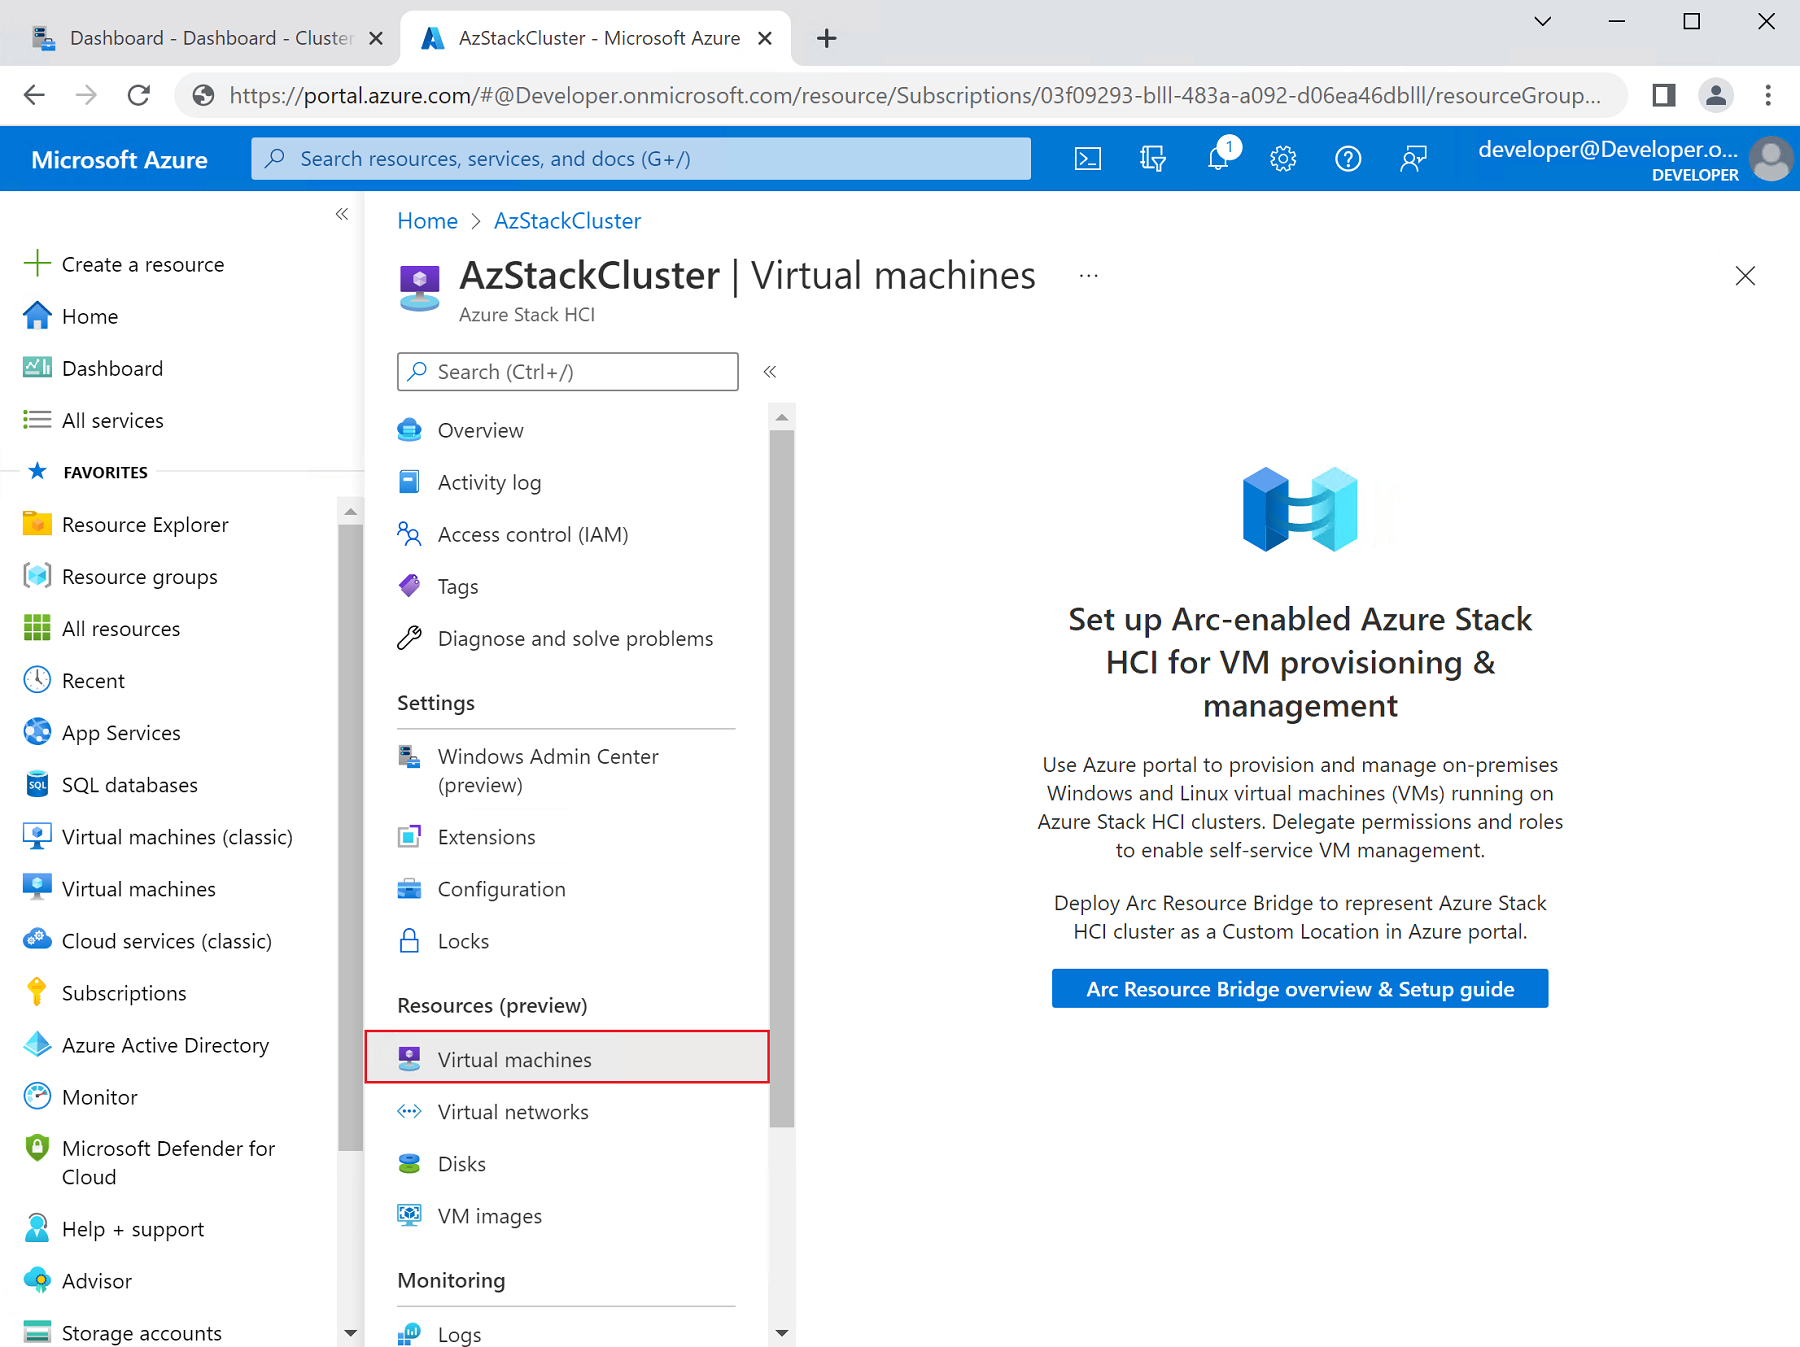 Dashboard - Dashboard - Cluster
AzStackCluster - Microsoft Azure
https://portal.azure.com/#@Developer.onmicrosoft.com/resource/Subscriptions/03f09293-blll-483a-a092-d06ea46dblll/resourceGroup...
Microsoft Azure
Search resources, services, and docs (G+/)
1
developer@Developer.o...
DEVELOPER
Create a resource
Home
Dashboard
All services
FAVORITES
Resource Explorer
Resource groups
All resources
Recent
App Services
SQL
SQL databases
Virtual machines (classic)
Virtual machines
Cloud services (classic)
Subscriptions
Azure Active Directory
Monitor
Microsoft Defender for
Cloud
Help + support
Advisor
Storage accounts
Home > AzStackCluster
AzStackCluster | Virtual machines ...
Azure Stack HCI
Search (Ctrl+/)
Overview
Activity log
Access control (IAM)
Tags
Diagnose and solve problems
Settings
Windows Admin Center
(preview)
Extensions
Configuration
Locks
Resources (preview)
Virtual machines
Virtual networks
Disks
VM images
Monitoring
Logs
Set up Arc-enabled Azure Stack
HCI for VM provisioning &
management
Use Azure portal to provision and manage on-premises
Windows and Linux virtual machines (VMs) running on
Azure Stack HCI clusters. Delegate permissions and roles
to enable self-service VM management.
Deploy Arc Resource Bridge to represent Azure Stack
HCI cluster as a Custom Location in Azure portal.
Arc Resource Bridge overview & Setup guide